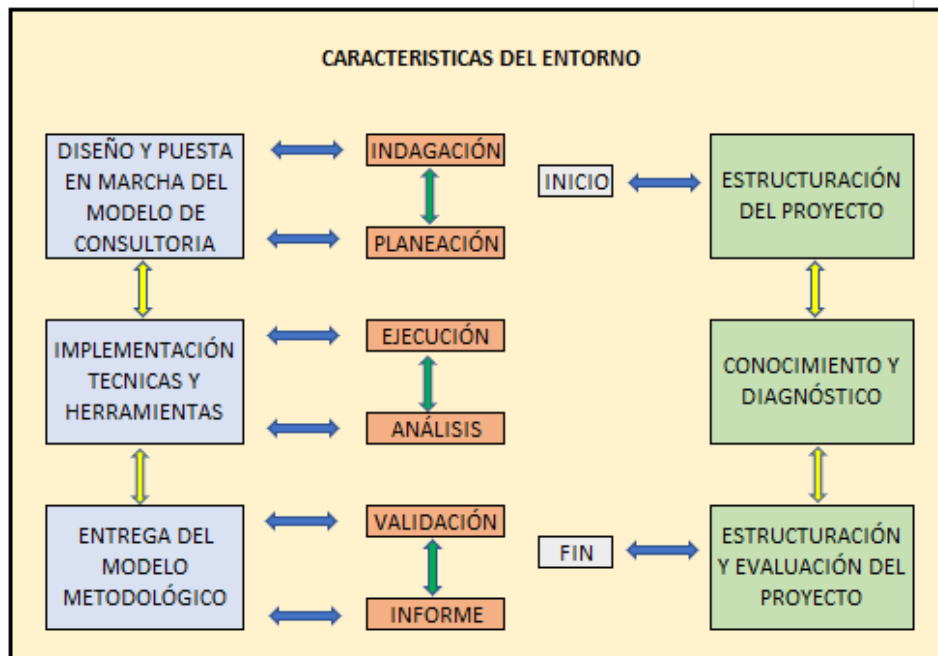 CARACTERISTICAS DEL ENTORNO
DISEÑO Y PUESTA
EN MARCHA DEL
MODELO DE
CONSULTORIA
INDAGACIÓN
PLANEACIÓN
INICIO
ESTRUCTURACIÓN
DEL PROYECTO
IMPLEMENTACIÓN
TECNICAS Y
HERRAMIENTAS
EJECUCIÓN
ANÁLISIS
CONOCIMIENTO Y
DIAGNÓSTICO
ENTREGA DEL
MODELO
METODOLÓGICO
VALIDACIÓN
INFORME
FIN
ESTRUCTURACIÓN
Y EVALUACIÓN DEL
PROYECTO